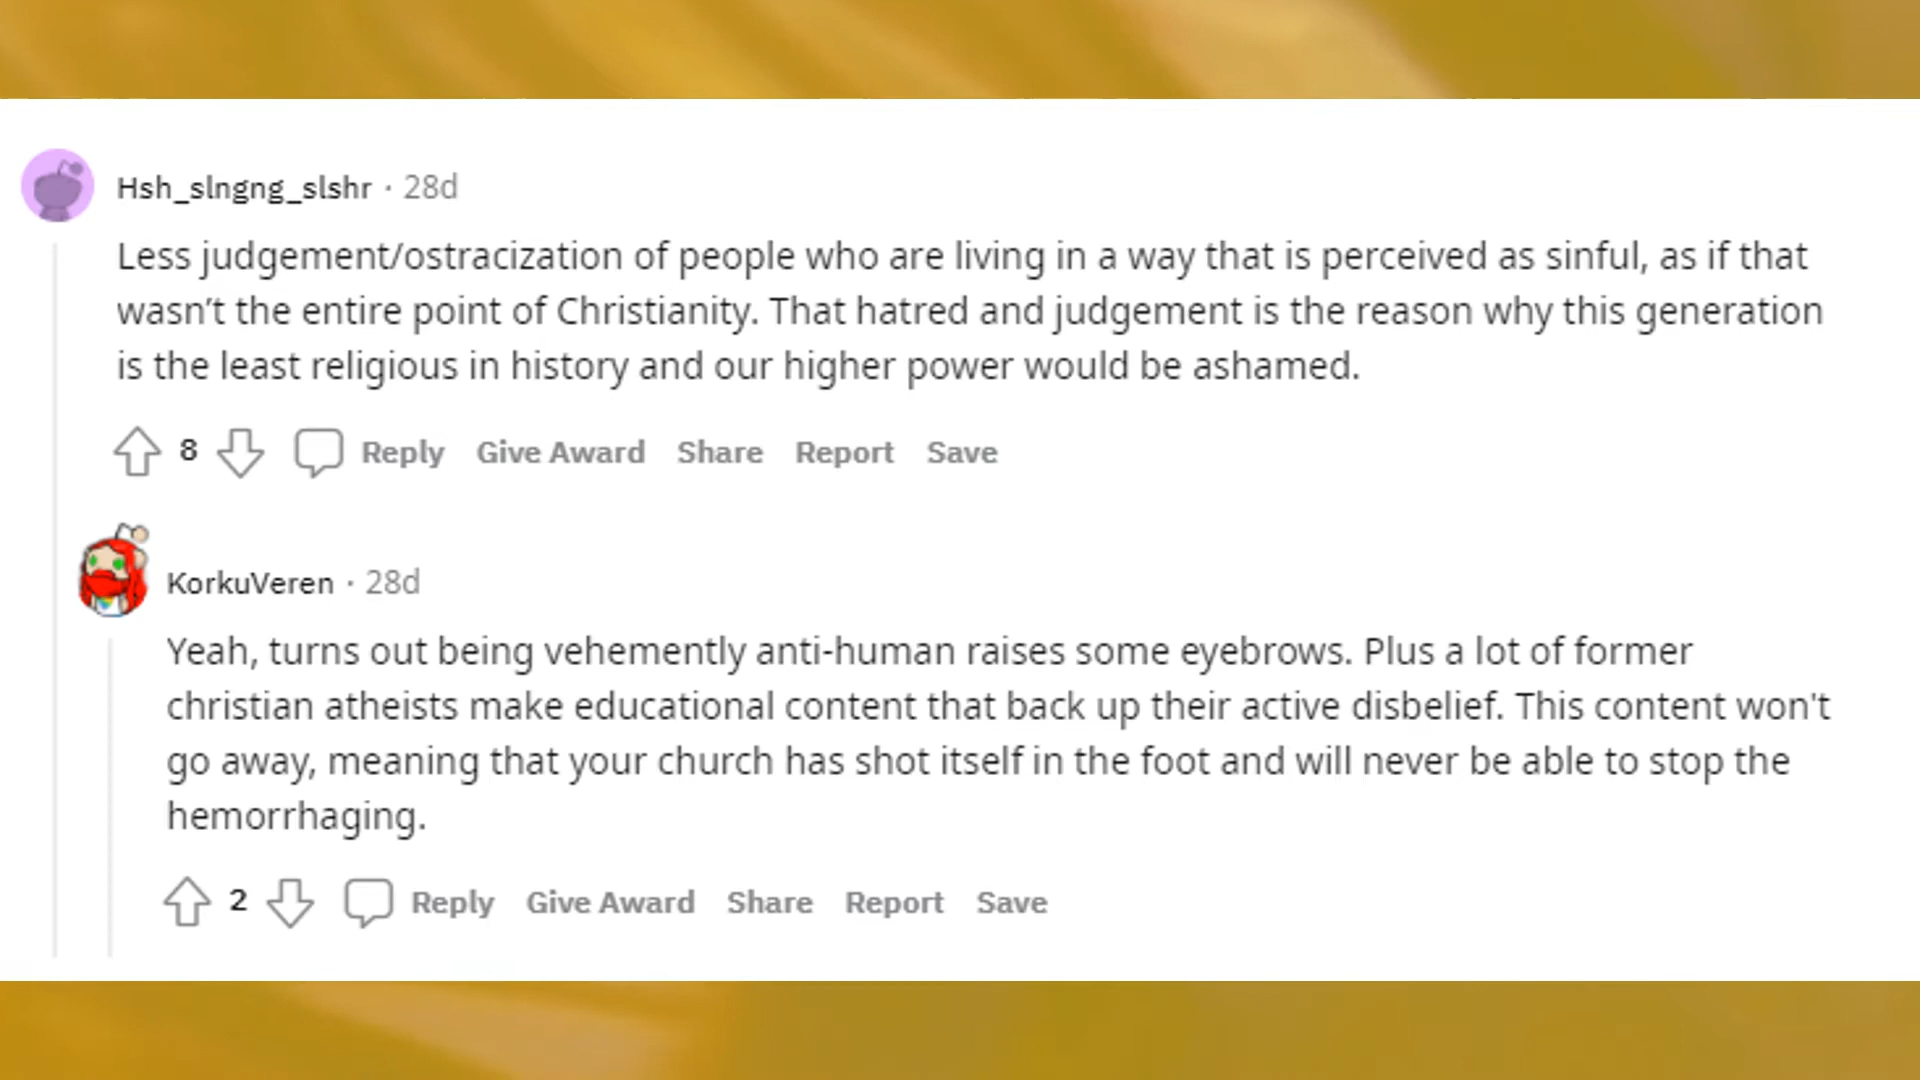 Hsh_slngng_slshr · 28d
Less judgement/ostracization of people who are living in a way that is perceived as sinful, as if that
wasn’t the entire point of Christianity. That hatred and judgement is the reason why this generation
is the least religious in history and our higher power would be ashamed.
8 Reply Give Award Share Report Save
KorkuVeren · 28d
Yeah, turns out being vehemently anti-human raises some eyebrows. Plus a lot of former
christian atheists make educational content that back up their active disbelief. This content won't
go away, meaning that your church has shot itself in the foot and will never be able to stop the
hemorrhaging.
2 Reply Give Award Share Report Save